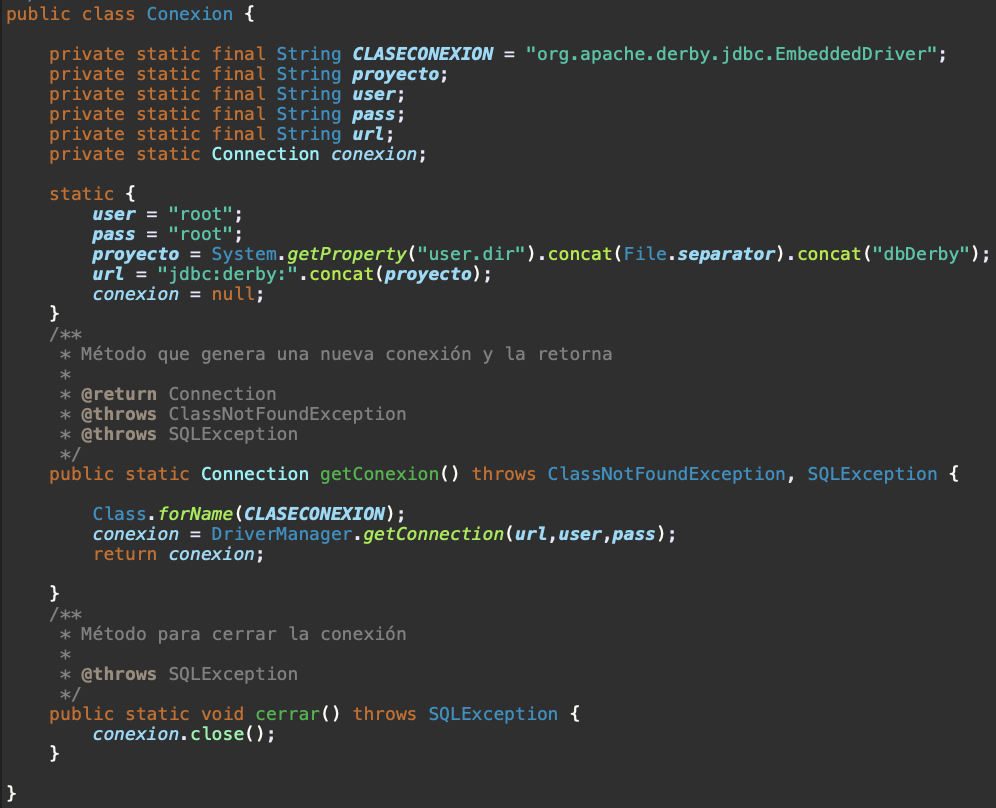 public class Conexion {
private static final String CLASECONEXION = "org.apache.derby.jdbc.EmbeddedDriver";
private static final String proyecto;
private static final String user;
private static final String pass;
private static final String url;
private static Connection conexion;
static {
user = "root";
pass = "root";
proyecto = System.getProperty("user.dir").concat(File.separator).concat("dbDerby");
url = "jdbc:derby:".concat(proyecto);
conexion = null;
}
/**
* Método que genera una nueva conexión y la retorna
*
* @return Connection
* @throws ClassNotFoundException
* @throws SQLException
*/
public static Connection getConexion() throws ClassNotFoundException, SQLException {
Class.forName(CLASECONEXION);
conexion = DriverManager.getConnection(url,user,pass);
return conexion;
}
/**
* Método para cerrar la conexión
*
* @throws SQLException
*/
public static void cerrar() throws SQLException {
conexion.close();
}
}